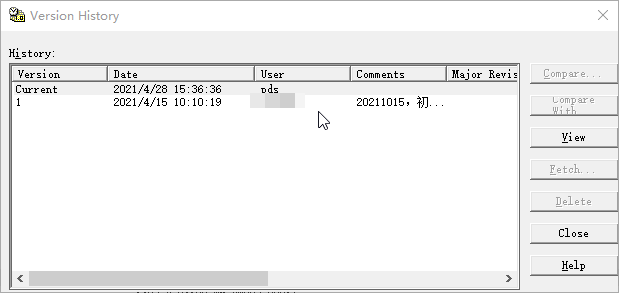 Version History
History:
Version Date User Comments Major Revis
Current 2021/4/28 15:36:36 pds
1 2021/4/15 10:10:19 20211015，初...
Compare...
Compare With...
View
Fetch...
Delete
Close
Help